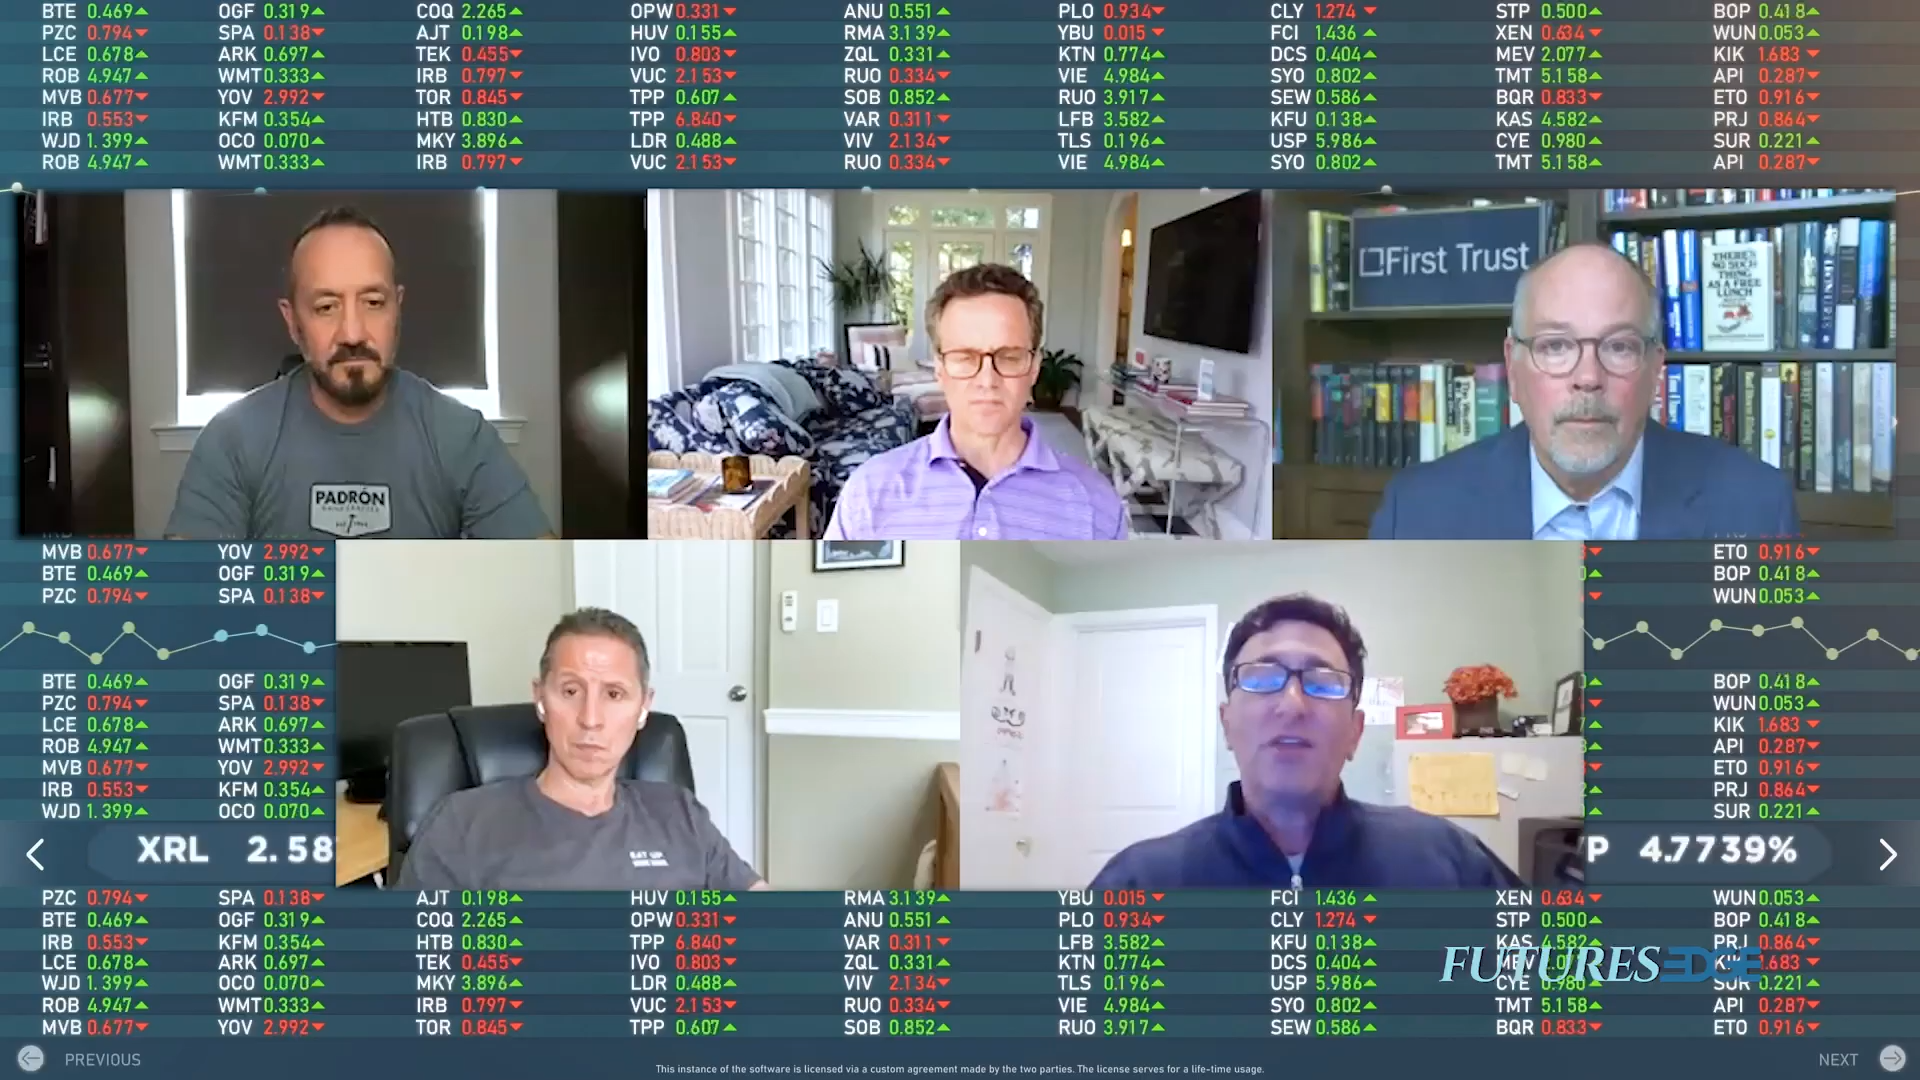 BTE 0.469 OGF 0.319 COQ 2.265 OPW 0.331 ANU 0.551 PLO 0.934 CLY 1.274 STP 0.500 BOP 0.418
PZC 0.794 SPA 0.138 AJT 0.198 HUV 0.155 RMA 3.139 YBU 0.015 FCI 1.436 XEN 0.634 WUN 0.053
LCE 0.678 ARK 0.697 TEK 0.455 IVO 0.803 ZQL 0.331 KTN 0.774 DCS 0.404 MEV 2.077 KIK 1.683
ROB 4.947 WMT 0.333 IRB 0.797 VUC 2.153 RUO 0.334 VIE 4.984 SYO 0.802 TMT 5.158 API 0.287
MVB 0.677 YOV 2.992 TOR 0.845 TPP 0.607 SOB 0.852 RUO 3.917 SEW 0.586 BQR 0.833 ETO 0.916
IRB 0.553 KFM 0.354 HTB 0.830 TPP 6.840 VAR 0.311 LFB 3.582 KFU 0.138 KAS 4.582 PRJ 0.864
WJD 1.399 OCO 0.070 MKY 3.896 LDR 0.488 VIV 2.134 TLS 0.196 USP 5.986 CYE 0.980 SUR 0.221
ROB 4.947 WMT 0.333 IRB 0.797 VUC 2.153 RUO 0.334 VIE 4.984 SYO 0.802 TMT 5.158 API 0.287
First Trust
THERE'S
NO SUCH
THING
AS A FREE
LUNCH
PADRÓN
MVB 0.677 YOV 2.992 ETO 0.916
BTE 0.469 OGF 0.319 BOP 0.418
PZC 0.794 SPA 0.138 WUN 0.053
BTE 0.469 OGF 0.319 BOP 0.418
PZC 0.794 SPA 0.138 WUN 0.053
LCE 0.678 ARK 0.697 KIK 1.683
ROB 4.947 WMT 0.333 API 0.287
MVB 0.677 YOV 2.992 ETO 0.916
IRB 0.553 KFM 0.354 PRJ 0.864
WJD 1.399 OCO 0.070 SUR 0.221
XRL 2.58 P 4.7739%
EAT UP
PZC 0.794 SPA 0.138 AJT 0.198 HUV 0.155 RMA 3.139 YBU 0.015 FCI 1.436 XEN 0.634 WUN 0.053
BTE 0.469 OGF 0.319 COQ 2.265 OPW 0.331 ANU 0.551 PLO 0.934 CLY 1.274 STP 0.500 BOP 0.418
IRB 0.553 KFM 0.354 HTB 0.830 TPP 6.840 VAR 0.311 LFB 3.582 KFU 0.138 KAS 4.582 PRJ 0.864
LCE 0.678 ARK 0.697 TEK 0.455 IVO 0.803 ZQL 0.331 KTN 0.774 DCS 0.404
FUTURES EDGE
WJD 1.399 OCO 0.070 MKY 3.896 LDR 0.488 VIV 2.134 TLS 0.196 USP 5.986 CYE 0.980 SUR 0.221
ROB 4.947 WMT 0.333 IRB 0.797 VUC 2.153 RUO 0.334 VIE 4.984 SYO 0.802 TMT 5.158 API 0.287
MVB 0.677 YOV 2.992 TOR 0.845 TPP 0.607 SOB 0.852 RUO 3.917 SEW 0.586 BQR 0.833 ETO 0.916
PREVIOUS NEXT
This instance of the software is licensed via a custom agreement made by the two parties. The license serves for a life-time usage.